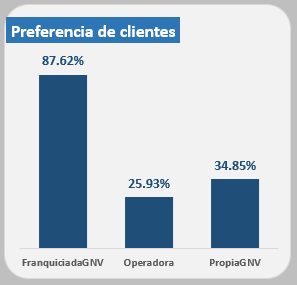 Preferencia de clientes
87.62%
34.85%
25.93%
FranquiciadaGNV Operadora PropiaGNV